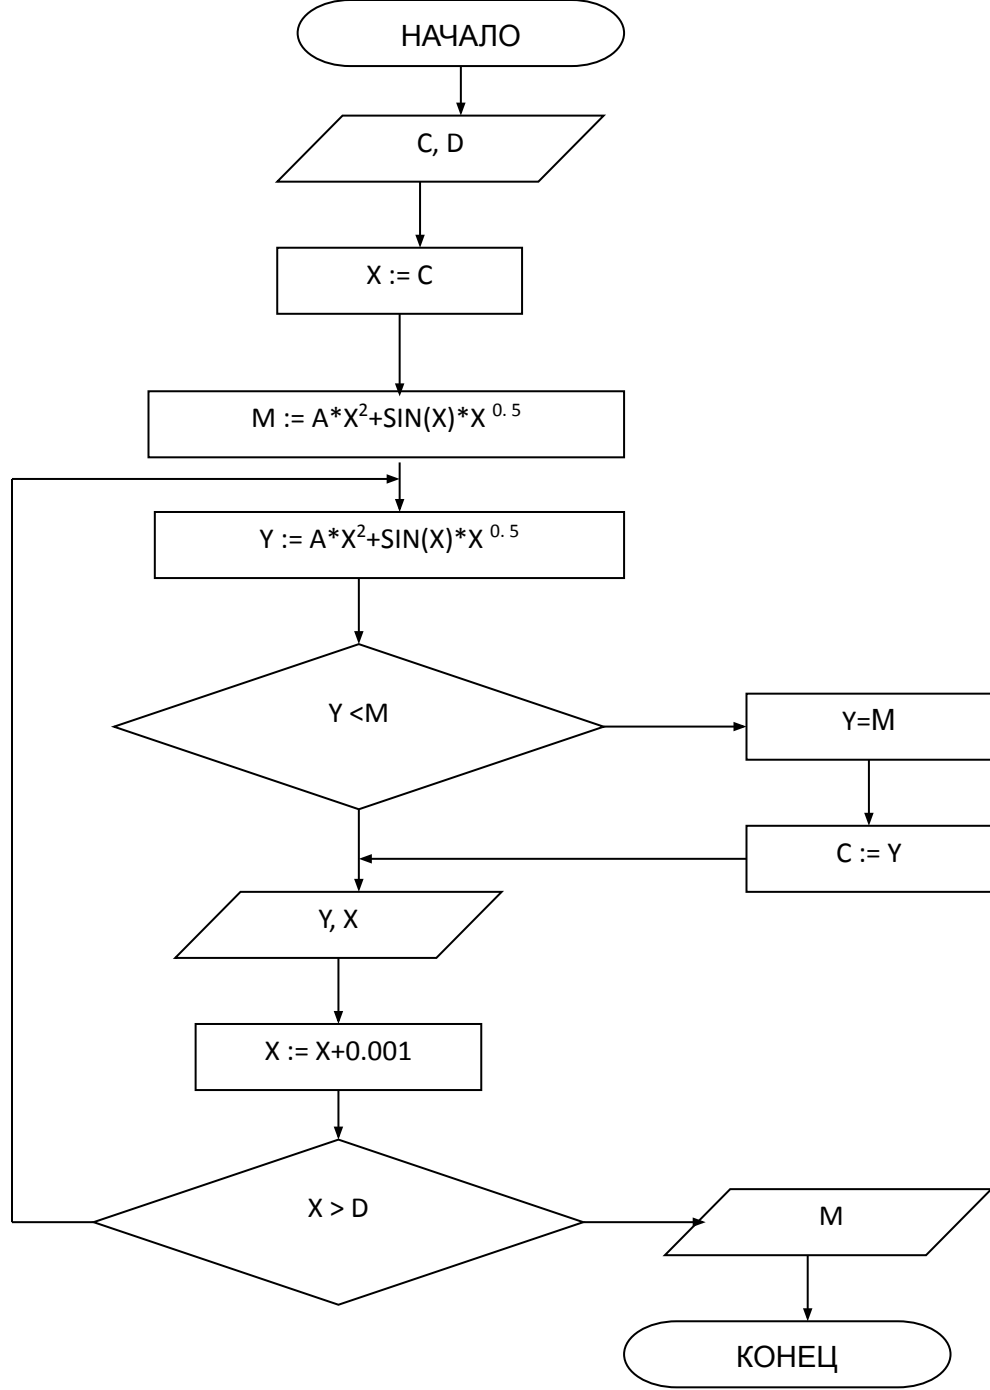 НАЧАЛО
C, D
X := C
M := A*X²+SIN(X)*X ⁰·⁵
Y := A*X²+SIN(X)*X ⁰·⁵
Y <M
Y=M
C := Y
Y, X
X := X+0.001
X > D
M
КОНЕЦ